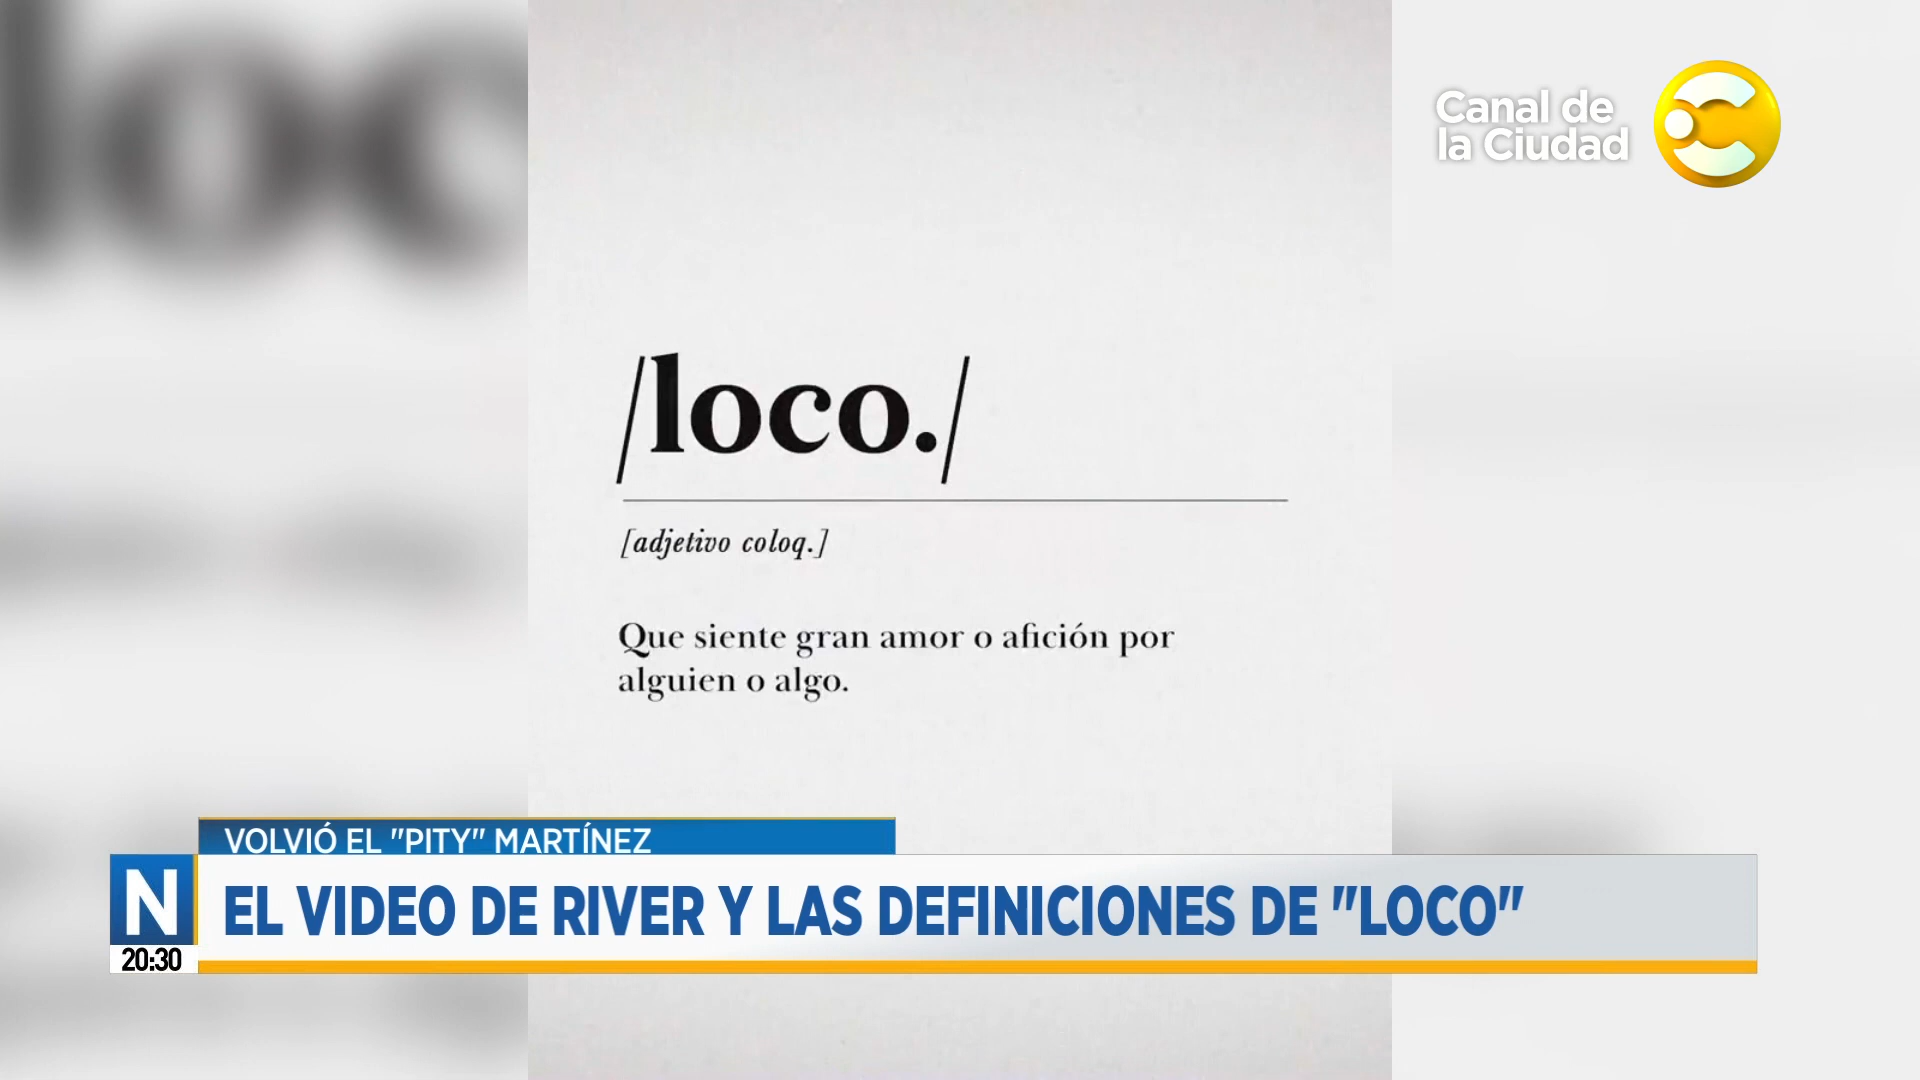 Canal de
la Ciudad
/loco./
[adjetivo coloq.]
Que siente gran amor o afición por
alguien o algo.
VOLVIÓ EL "PITY" MARTÍNEZ
N
EL VIDEO DE RIVER Y LAS DEFINICIONES DE "LOCO"
20:30